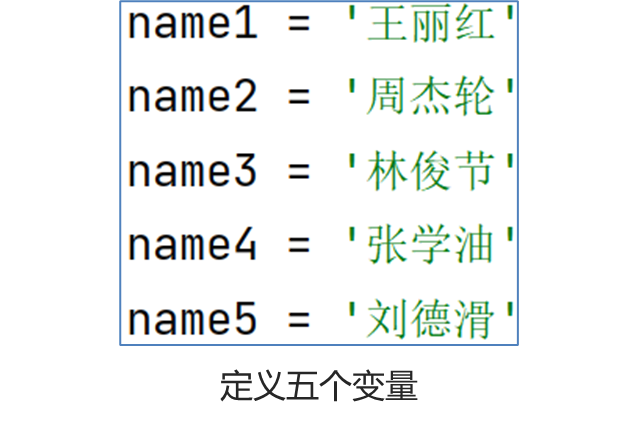 name1 = '王丽红'
name2 = '周杰轮'
name3 = '林俊节'
name4 = '张学油'
name5 = '刘德滑'
定义五个变量